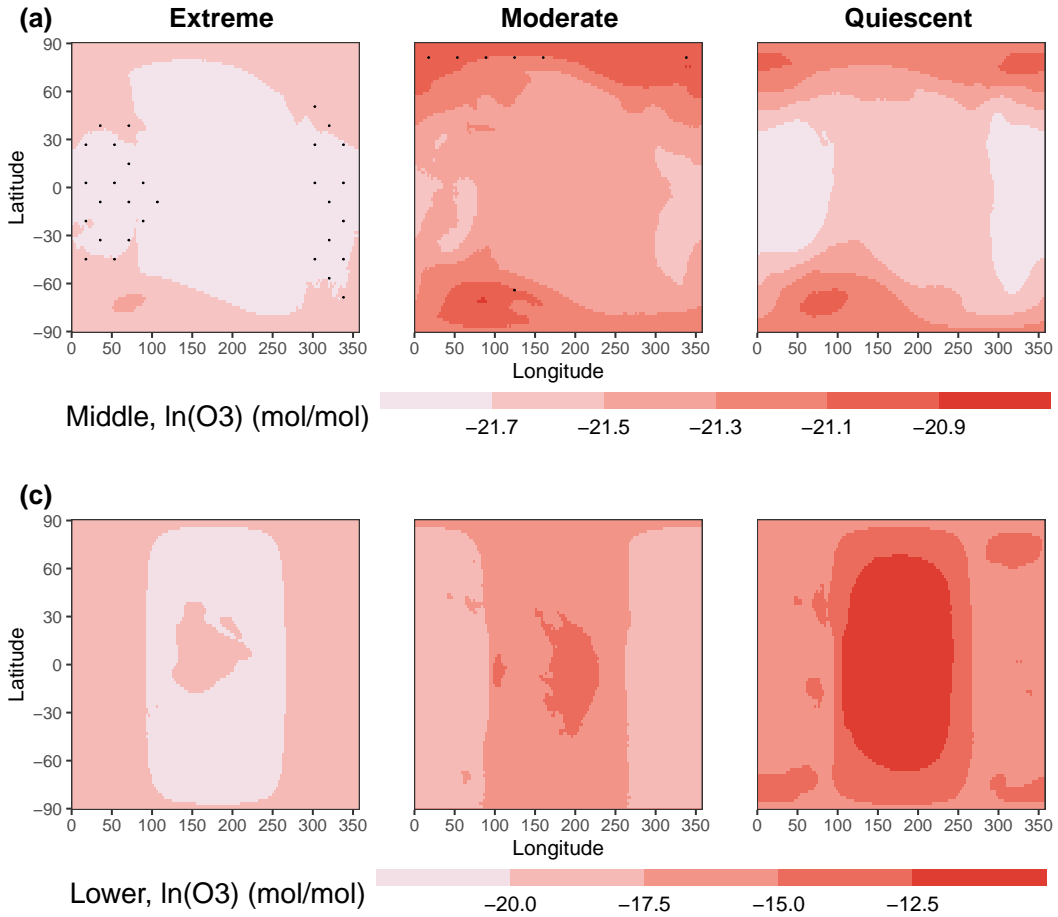 (a) Extreme Moderate Quiescent
90 60 30 0 −30 −60 −90
Latitude
0 50 100 150 200 250 300 350
0 50 100 150 200 250 300 350
0 50 100 150 200 250 300 350
Longitude
Middle, ln(O3) (mol/mol)
−21.7 −21.5 −21.3 −21.1 −20.9
(c)
90 60 30 0 −30 −60 −90
Latitude
0 50 100 150 200 250 300 350
0 50 100 150 200 250 300 350
0 50 100 150 200 250 300 350
Longitude
Lower, ln(O3) (mol/mol)
−20.0 −17.5 −15.0 −12.5